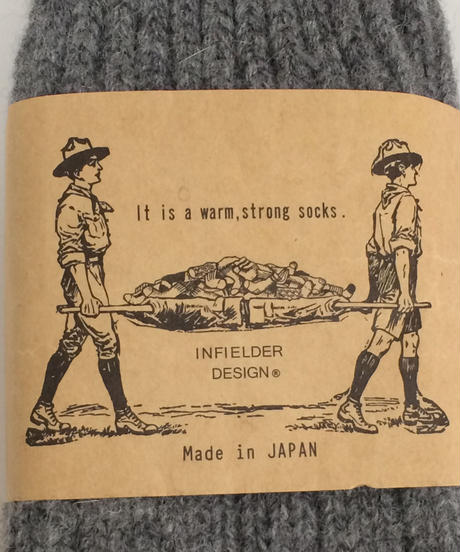 It is a warm,strong socks.
INFIELDER
DESIGN®
Made in JAPAN